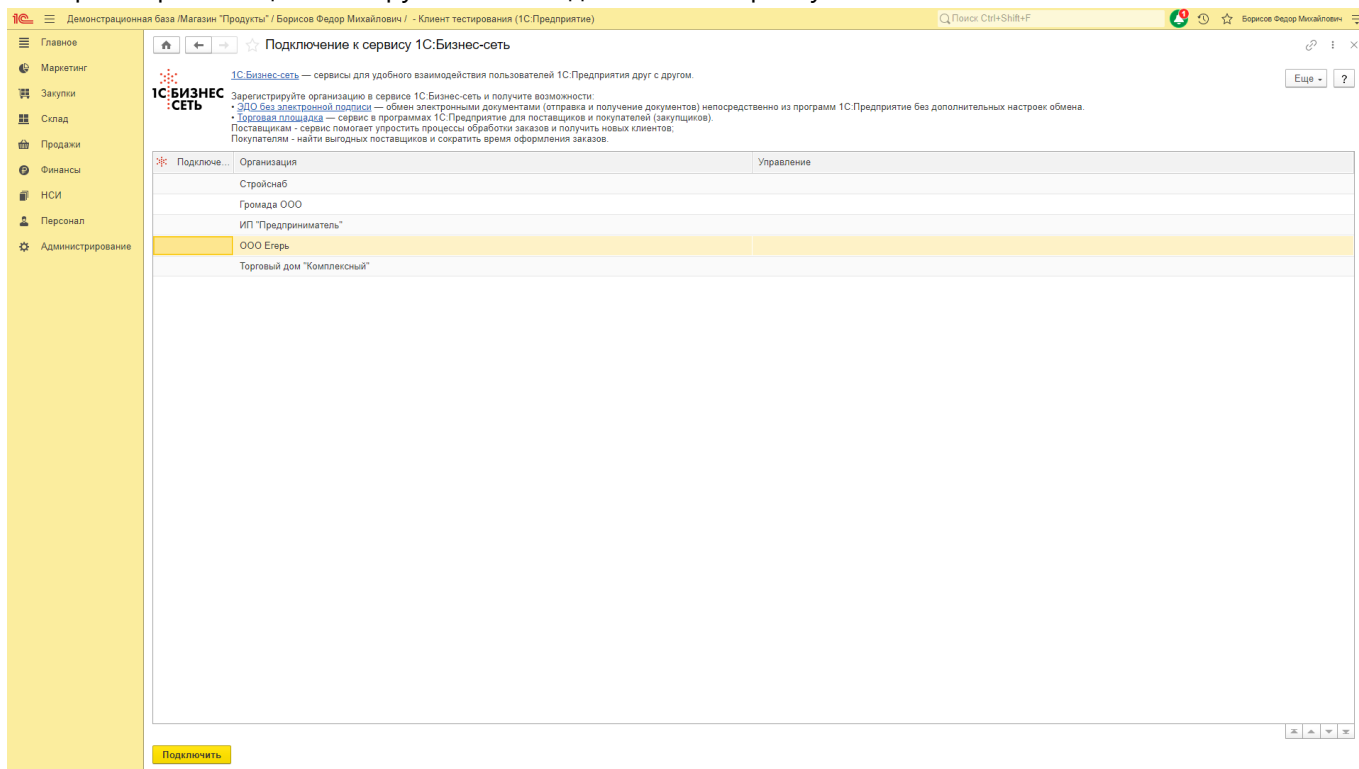 1С Демонстрационная база /Магазин "Продукты" / Борисов Федор Михайлович / - Клиент тестирования (1С:Предприятие) Поиск Ctrl+Shift+F 1 Борисов Федор Михайлович
Главное
Маркетинг
Закупки
Склад
Продажи
Финансы
НСИ
Персонал
Администрирование
Подключение к сервису 1С:Бизнес-сеть
Еще ?
1С БИЗНЕС
СЕТЬ
1С:Бизнес-сеть — сервисы для удобного взаимодействия пользователей 1С:Предприятия друг с другом.
Зарегистрируйте организацию в сервисе 1С:Бизнес-сеть и получите возможности:
• ЭДО без электронной подписи — обмен электронными документами (отправка и получение документов) непосредственно из программ 1С:Предприятие без дополнительных настроек обмена.
• Торговая площадка — сервис в программах 1С:Предприятие для поставщиков и покупателей (закупщиков).
Поставщикам - сервис помогает упростить процессы обработки заказов и получить новых клиентов;
Покупателям - найти выгодных поставщиков и сократить время оформления заказов.
Подключе... Организация Управление
Стройснаб
Громада ООО
ИП "Предприниматель"
ООО Егерь
Торговый дом "Комплексный"
Подключить